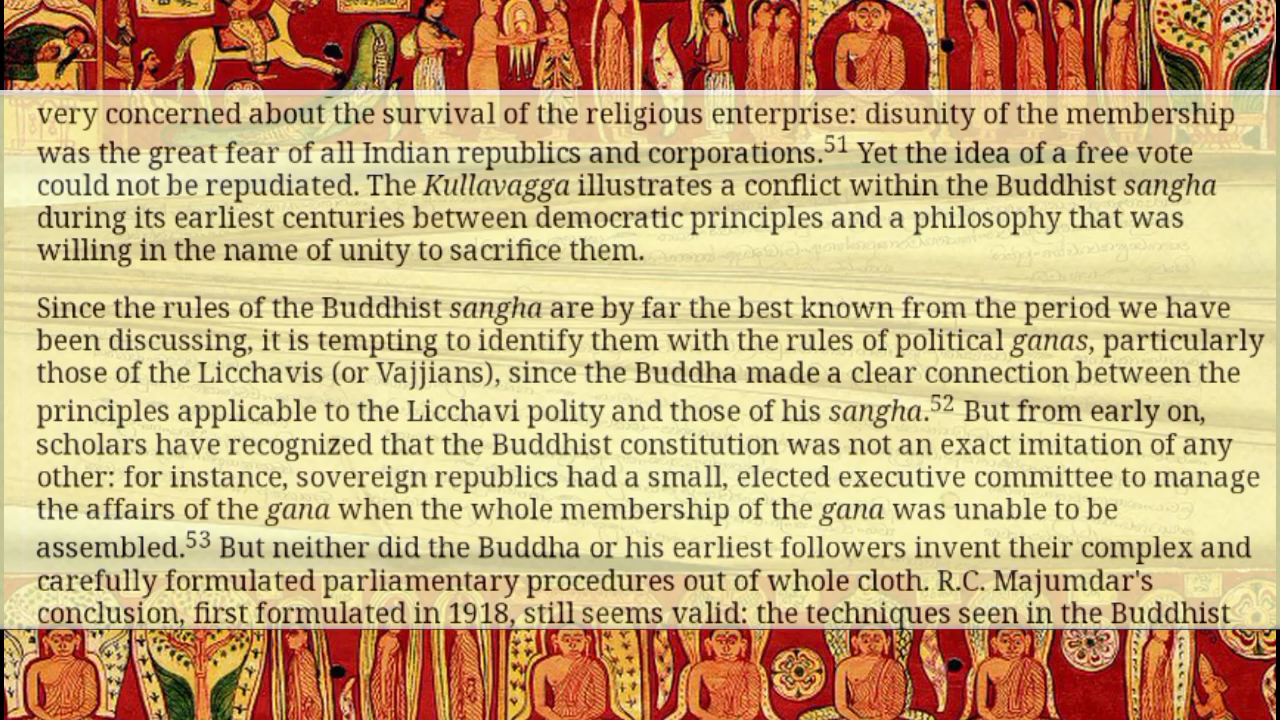 very concerned about the survival of the religious enterprise: disunity of the membership
was the great fear of all Indian republics and corporations.51 Yet the idea of a free vote
could not be repudiated. The Kullavagga illustrates a conflict within the Buddhist sangha
during its earliest centuries between democratic principles and a philosophy that was
willing in the name of unity to sacrifice them.
Since the rules of the Buddhist sangha are by far the best known from the period we have
been discussing, it is tempting to identify them with the rules of political ganas, particularly
those of the Licchavis (or Vajjians), since the Buddha made a clear connection between the
principles applicable to the Licchavi polity and those of his sangha.52 But from early on,
scholars have recognized that the Buddhist constitution was not an exact imitation of any
other: for instance, sovereign republics had a small, elected executive committee to manage
the affairs of the gana when the whole membership of the gana was unable to be
assembled.53 But neither did the Buddha or his earliest followers invent their complex and
carefully formulated parliamentary procedures out of whole cloth. R.C. Majumdar's
conclusion, first formulated in 1918, still seems valid: the techniques seen in the Buddhist